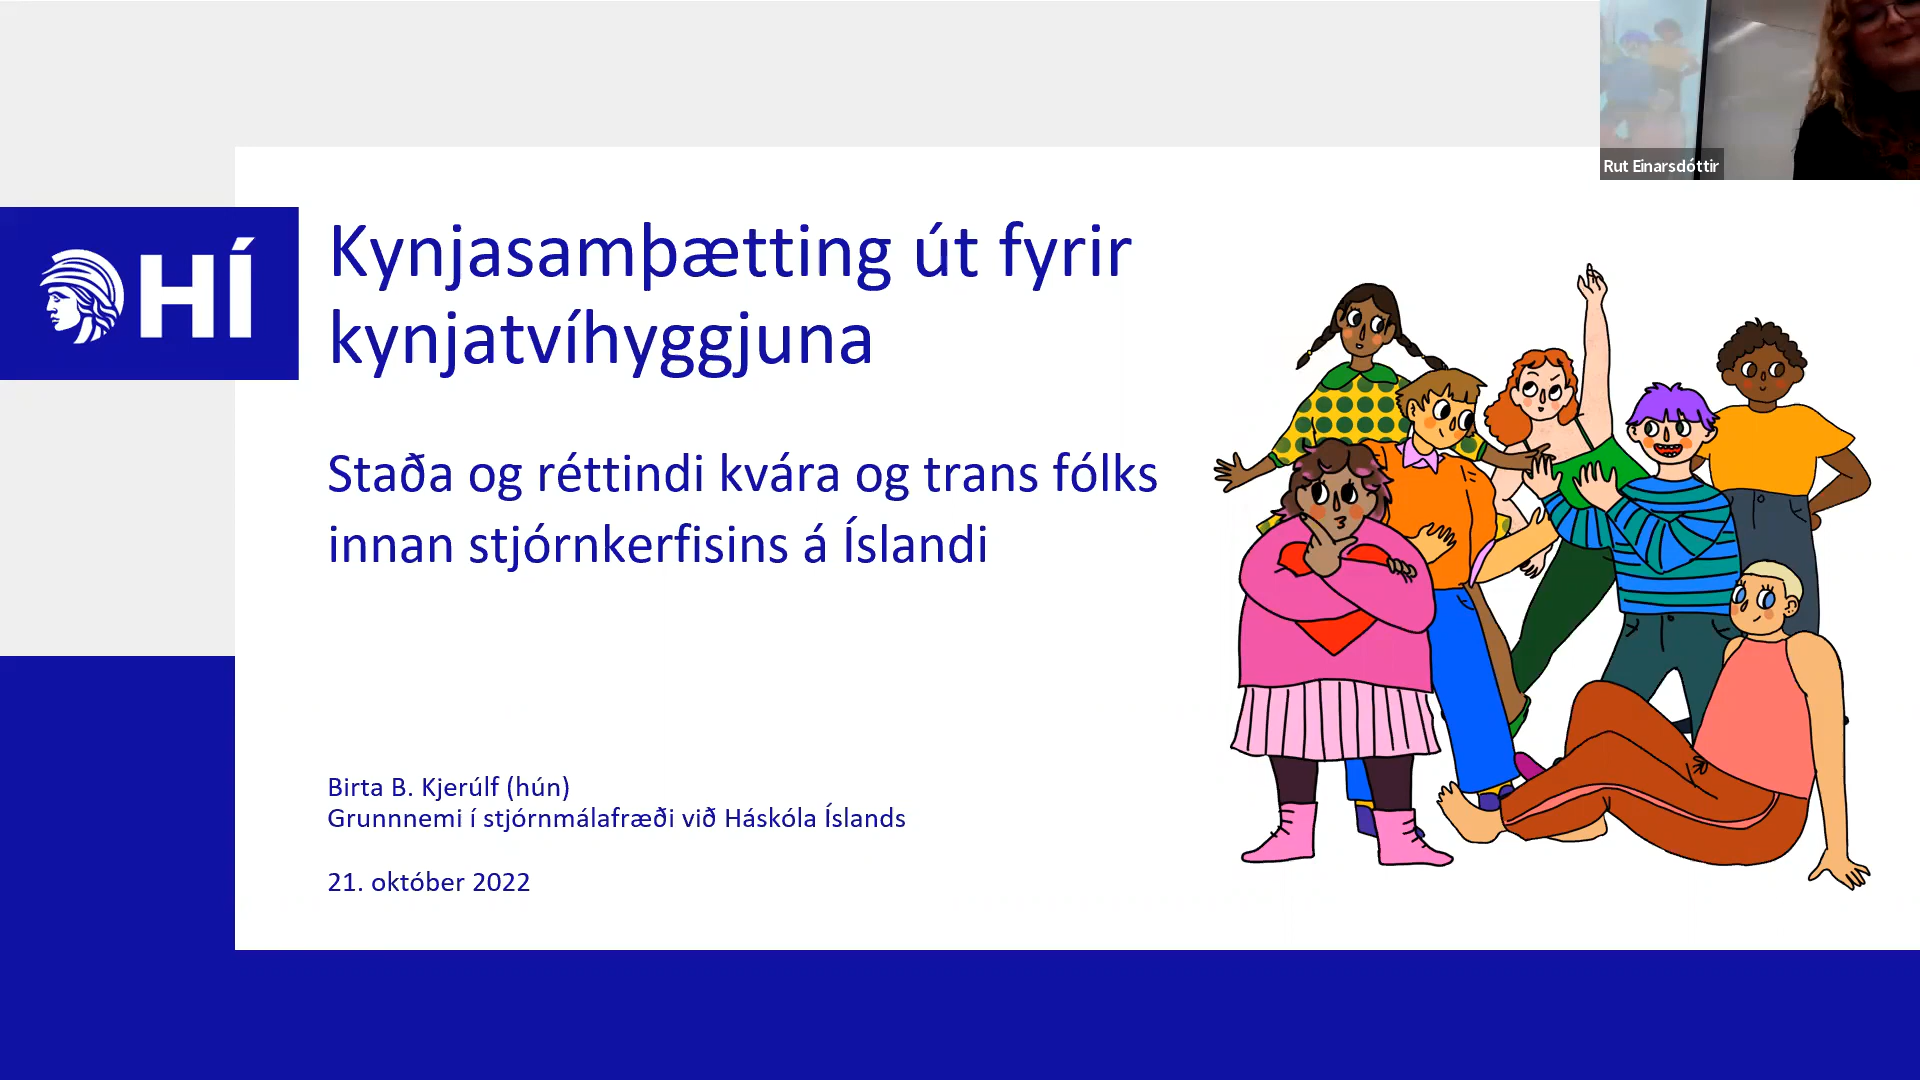 Rut Einarsdóttir
HÍ
Kynjasamþætting út fyrir
kynjatvíhyggjuna
Staða og réttindi kvára og trans fólks
innan stjórnkerfisins á Íslandi
Birta B. Kjerúlf (hún)
Grunnnemi í stjórnmálafræði við Háskóla Íslands
21. október 2022